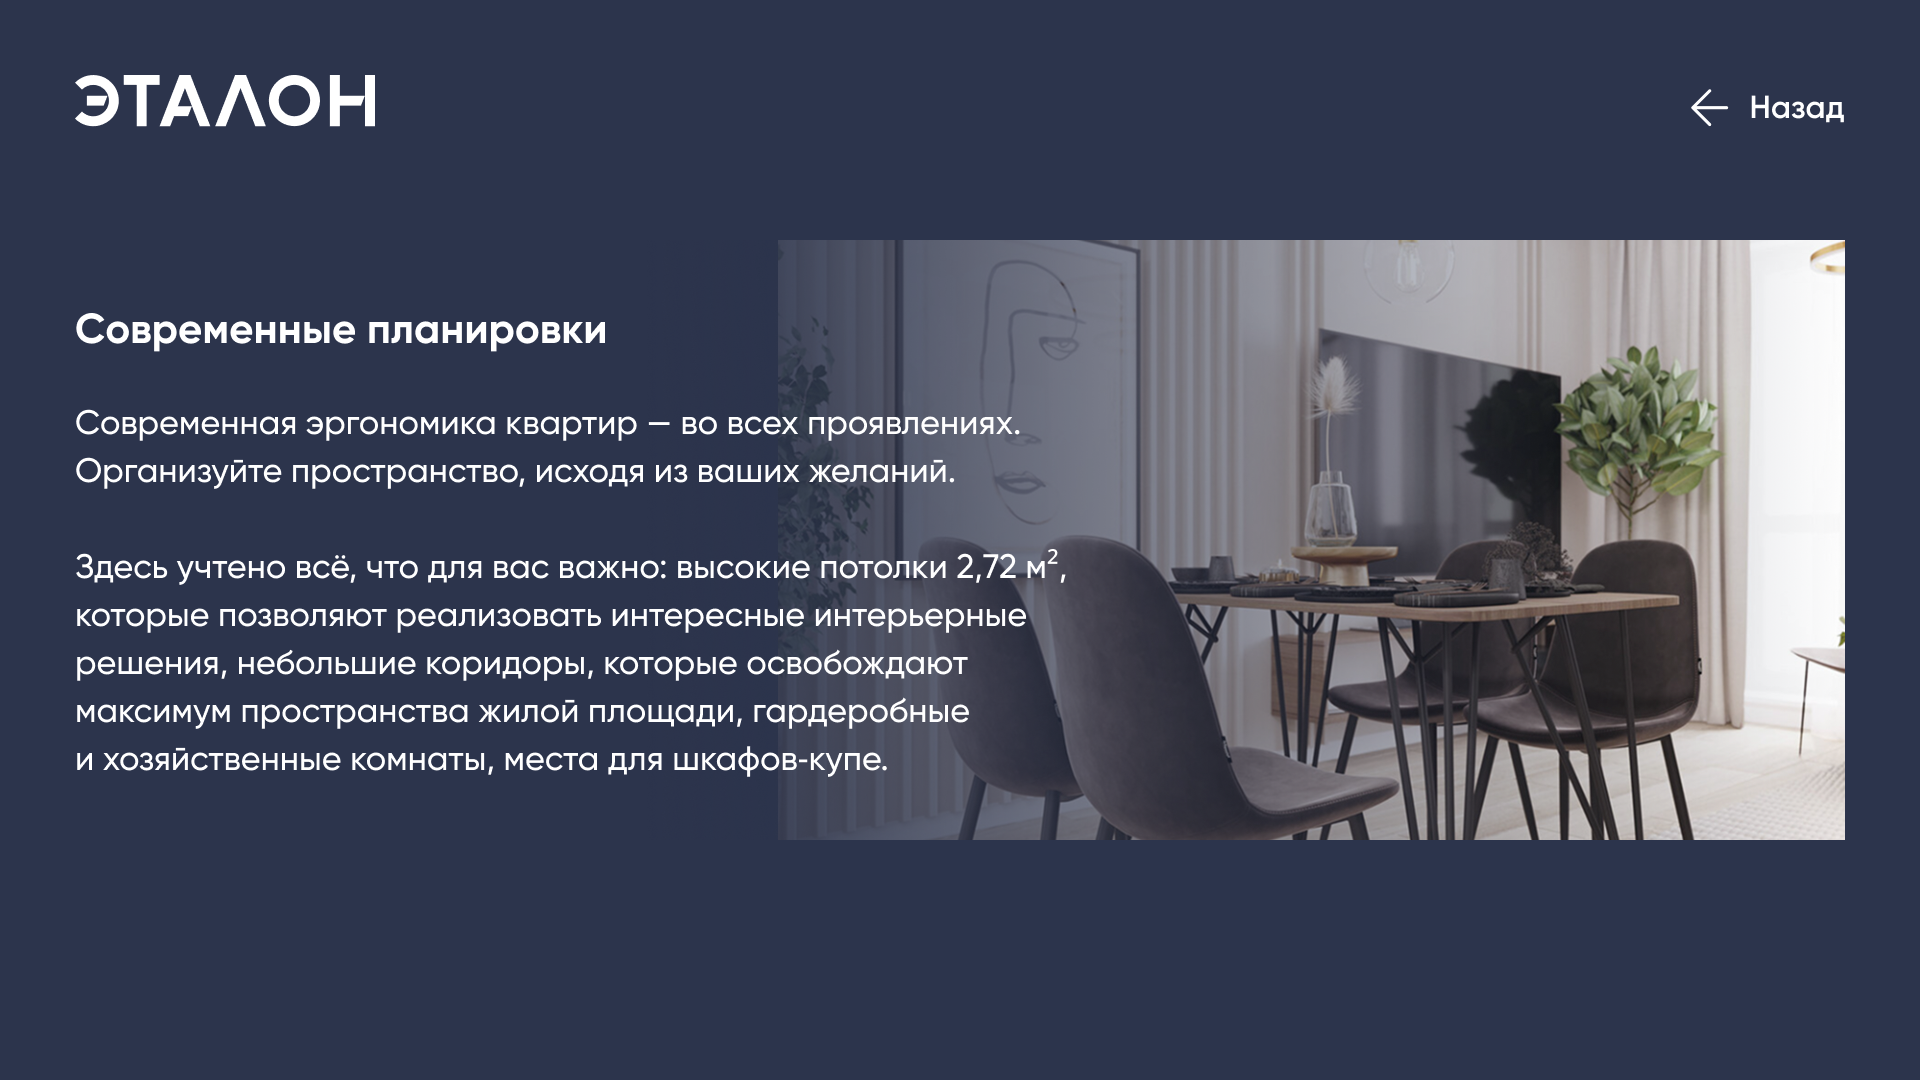 ЭТАЛОН
Назад
Современные планировки
Современная эргономика квартир — во всех проявлениях.
Организуйте пространство, исходя из ваших желаний.
Здесь учтено всё, что для вас важно: высокие потолки 2,72 м²,
которые позволяют реализовать интересные интерьерные
решения, небольшие коридоры, которые освобождают
максимум пространства жилой площади, гардеробные
и хозяйственные комнаты, места для шкафов-купе.